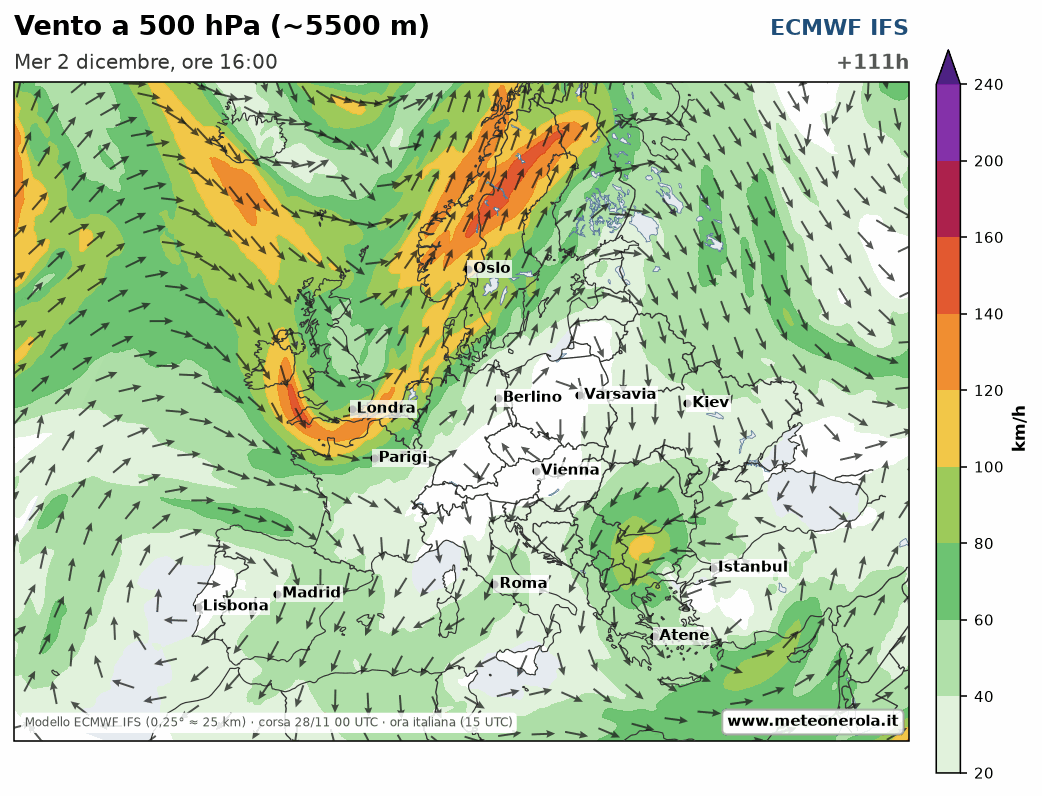 Vento a 500 hPa (~5500 m)
ECMWF IFS
Mer 2 dicembre, ore 16:00
+111h
240
200
160
140
120
100
80
60
40
20
km/h
Oslo
Londra
Berlino
Varsavia
Kiev
Parigi
Vienna
Istanbul
Madrid
Roma
Lisbona
Atene
Modello ECMWF IFS (0,25° ≈ 25 km) · corsa 28/11 00 UTC · ora italiana (15 UTC)
www.meteonerola.it